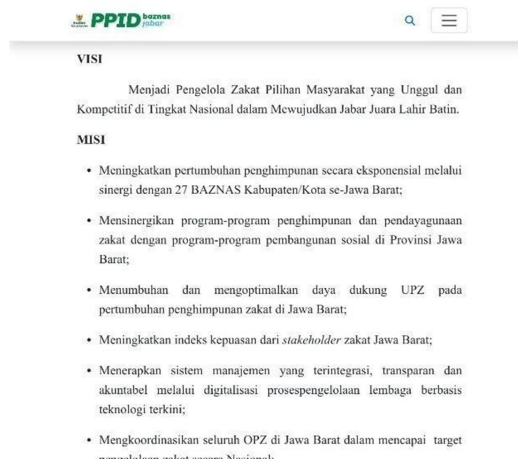 PPID baznas
jabar
VISI
Menjadi Pengelola Zakat Pilihan Masyarakat yang Unggul dan
Kompetitif di Tingkat Nasional dalam Mewujudkan Jabar Juara Lahir Batin.
MISI
• Meningkatkan pertumbuhan penghimpunan secara eksponensial melalui
sinergi dengan 27 BAZNAS Kabupaten/Kota se-Jawa Barat;
• Mensinergikan program-program penghimpunan dan pendayagunaan
zakat dengan program-program pembangunan sosial di Provinsi Jawa
Barat;
• Menumbuhan dan mengoptimalkan daya dukung UPZ pada
pertumbuhan penghimpunan zakat di Jawa Barat;
• Meningkatkan indeks kepuasan dari stakeholder zakat Jawa Barat;
• Menerapkan sistem manajemen yang terintegrasi, transparan dan
akuntabel melalui digitalisasi prosespengelolaan lembaga berbasis
teknologi terkini;
• Mengkoordinasikan seluruh OPZ di Jawa Barat dalam mencapai target
pengelolaan zakat secara Nasional;